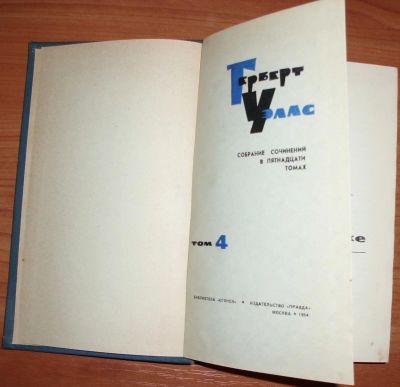 Герберт
Уэллс
СОБРАНИЕ СОЧИНЕНИЙ
В ПЯТНАДЦАТИ
ТОМАХ
ТОМ 4
БИБЛИОТЕКА «ОГОНЕК» • ИЗДАТЕЛЬСТВО «ПРАВДА»
МОСКВА • 1964